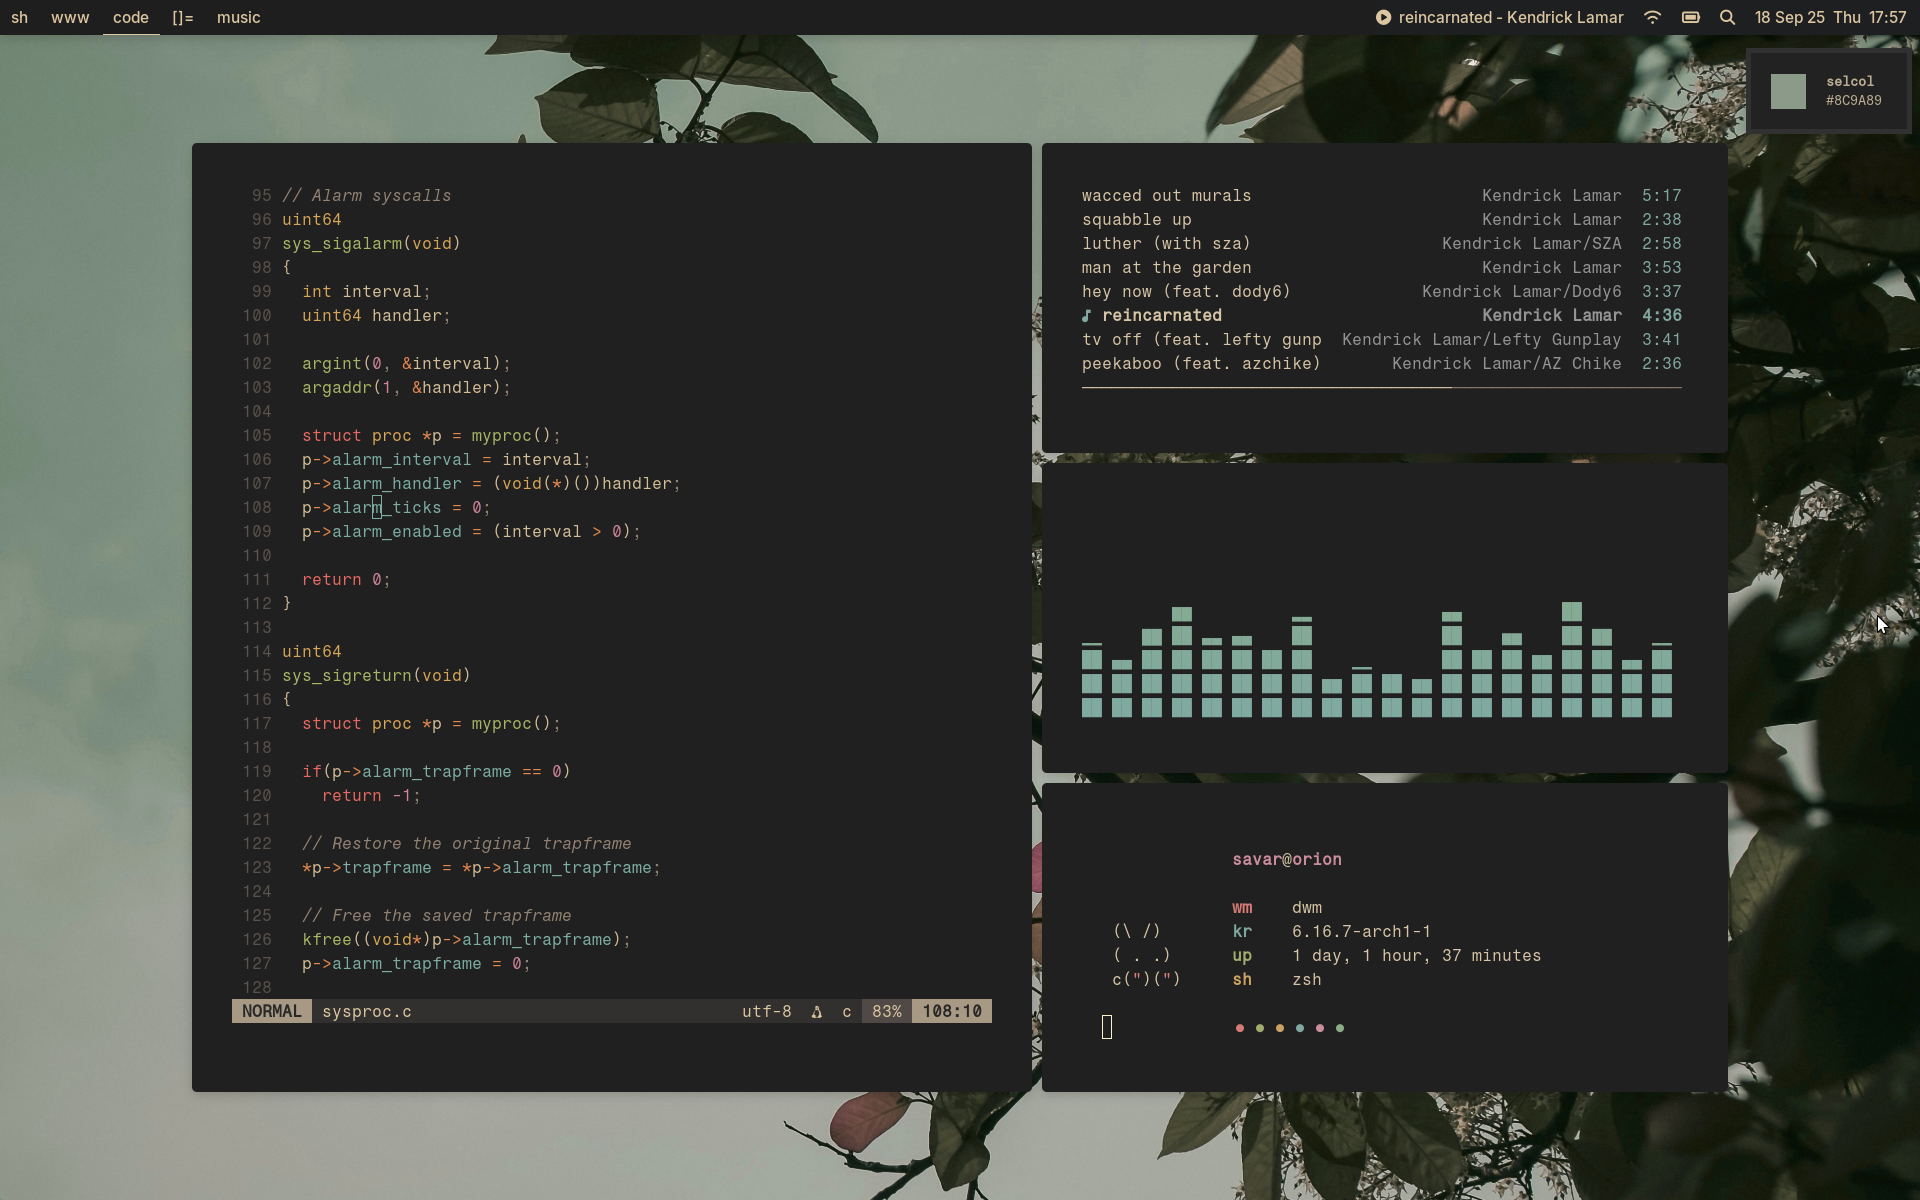 sh www code []= music
reincarnated - Kendrick Lamar 18 Sep 25 Thu 17:57
selcol
#8C9A89
95 // Alarm syscalls
96 uint64
97 sys_sigalarm(void)
98 {
99   int interval;
100   uint64 handler;
101
102   argint(0, &interval);
103   argaddr(1, &handler);
104
105   struct proc *p = myproc();
106   p->alarm_interval = interval;
107   p->alarm_handler = (void(*)())handler;
108   p->alarm_ticks = 0;
109   p->alarm_enabled = (interval > 0);
110
111   return 0;
112 }
113
114 uint64
115 sys_sigreturn(void)
116 {
117   struct proc *p = myproc();
118
119   if(p->alarm_trapframe == 0)
120     return -1;
121
122   // Restore the original trapframe
123   *p->trapframe = *p->alarm_trapframe;
124
125   // Free the saved trapframe
126   kfree((void*)p->alarm_trapframe);
127   p->alarm_trapframe = 0;
128
NORMAL sysproc.c utf-8 c 83% 108:10
wacced out murals Kendrick Lamar 5:17
squabble up Kendrick Lamar 2:38
luther (with sza) Kendrick Lamar/SZA 2:58
man at the garden Kendrick Lamar 3:53
hey now (feat. dody6) Kendrick Lamar/Dody6 3:37
♪ reincarnated Kendrick Lamar 4:36
tv off (feat. lefty gunp Kendrick Lamar/Lefty Gunplay 3:41
peekaboo (feat. azchike) Kendrick Lamar/AZ Chike 2:36
savar@orion
wm dwm
(\ /) kr 6.16.7-arch1-1
( . .) up 1 day, 1 hour, 37 minutes
c(")(") sh zsh